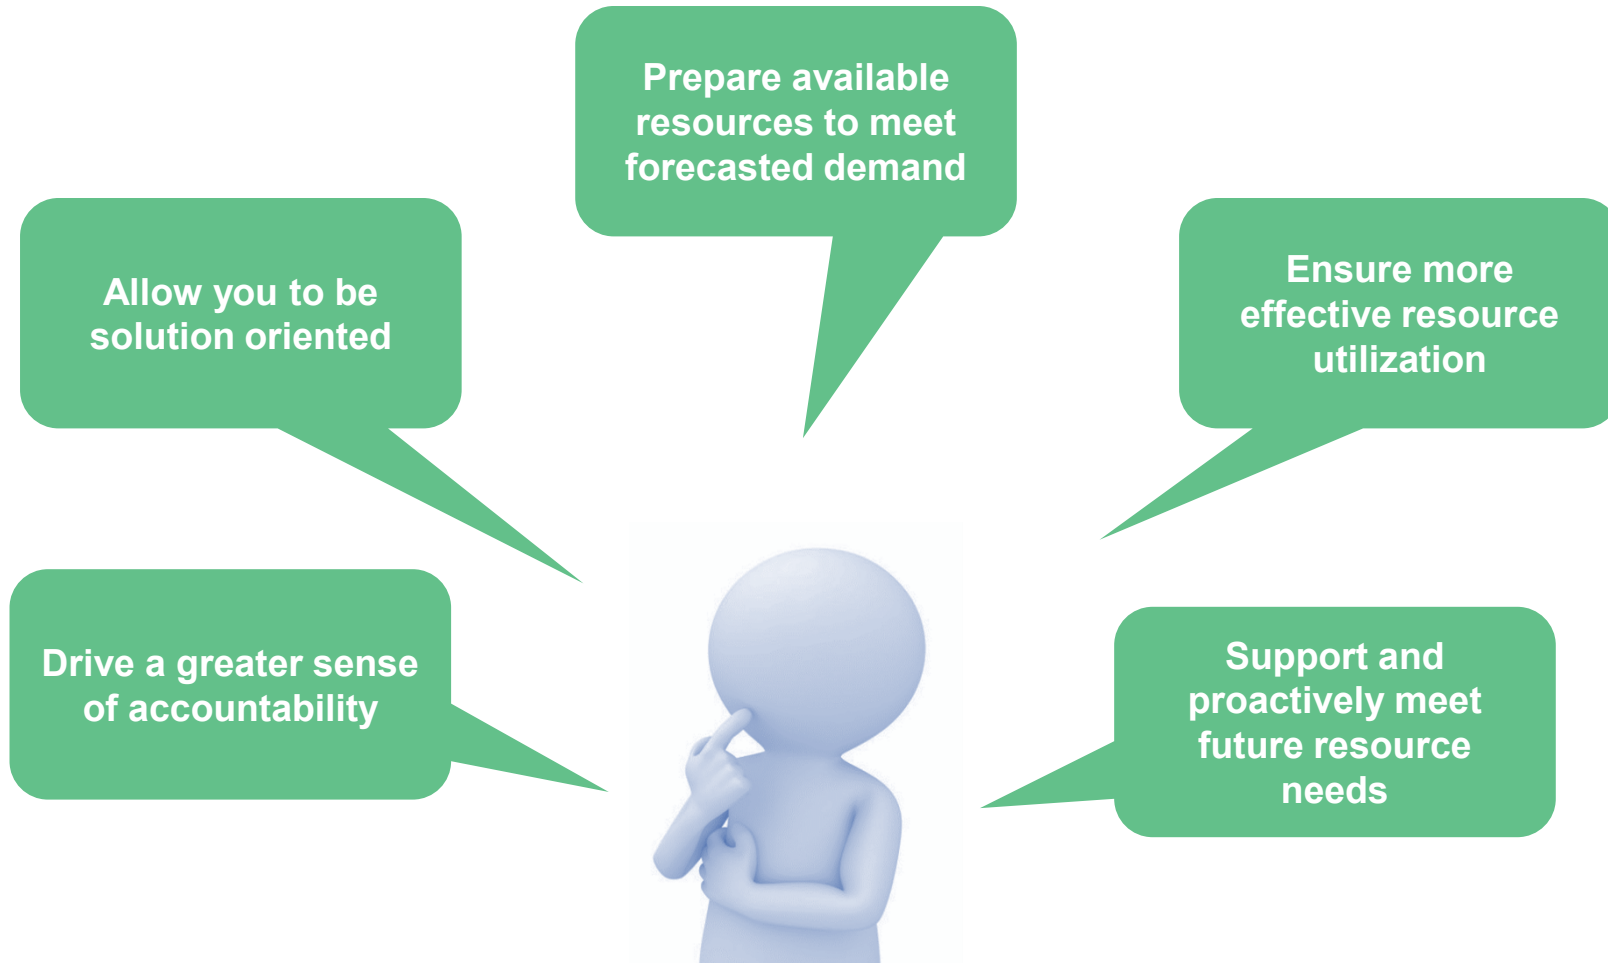 Prepare available
resources to meet
forecasted demand
Allow you to be
solution oriented
Ensure more
effective resource
utilization
Drive a greater sense
of accountability
Support and
proactively meet
future resource
needs